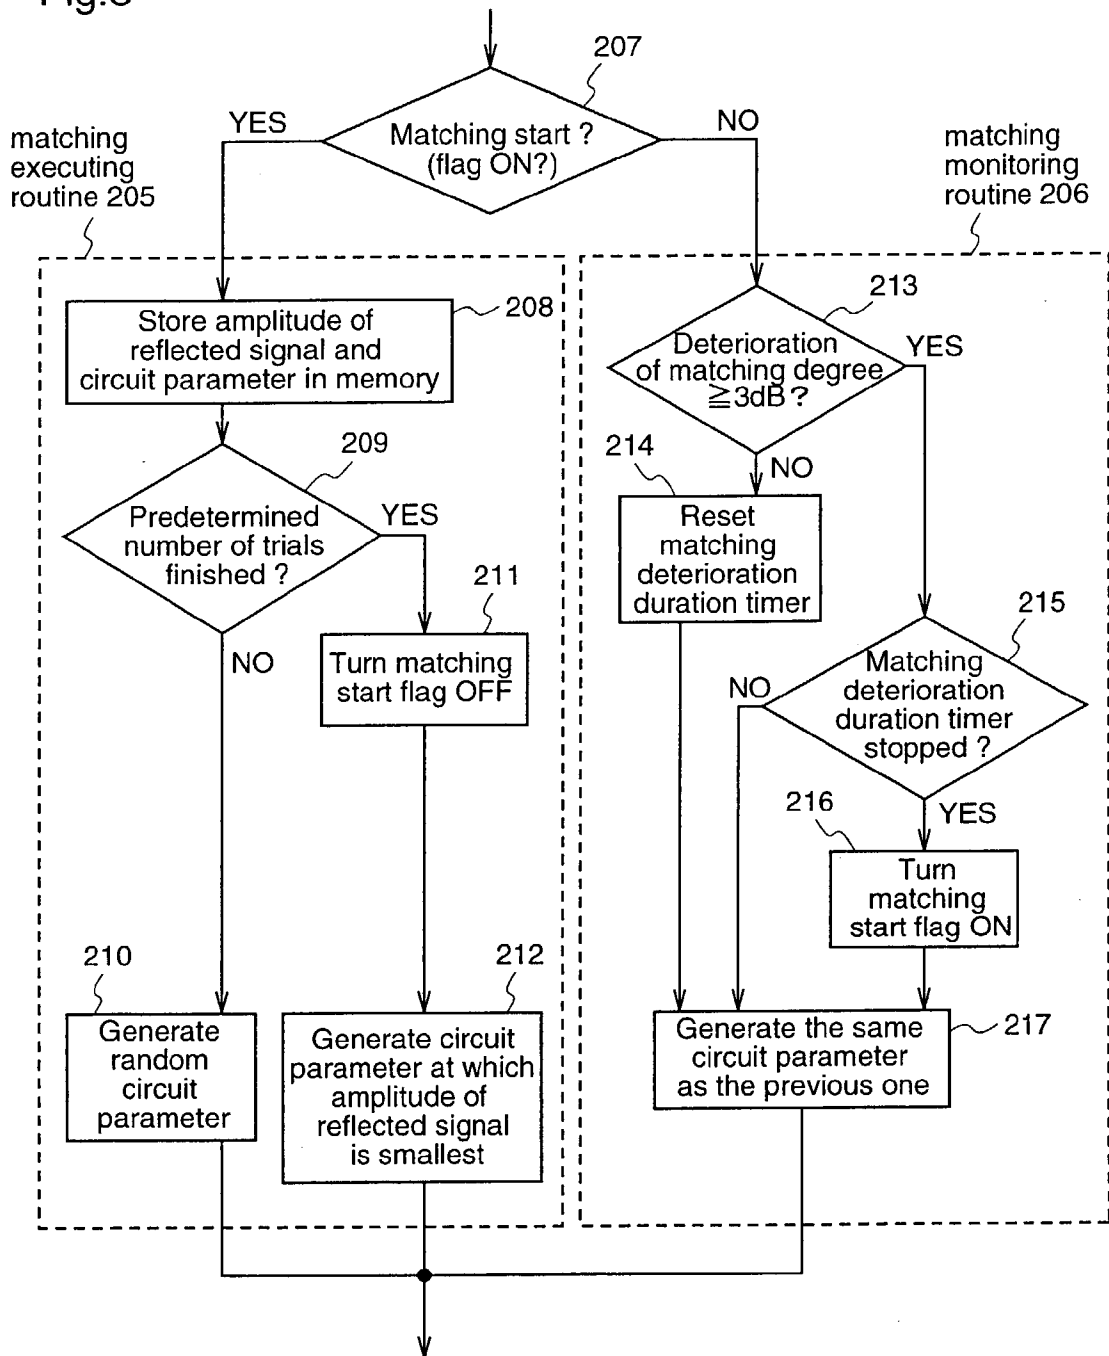 207
YES
Matching start ?
(flag ON?)
NO
matching
executing
routine 205
matching
monitoring
routine 206
Store amplitude of
reflected signal and
circuit parameter in memory
208
213
Deterioration
of matching degree
≧3dB ?
YES
209
Predetermined
number of trials
finished ?
YES
NO
214
NO
Reset
matching
deterioration
duration timer
211
Turn matching
start flag OFF
215
Matching
deterioration
duration timer
stopped ?
NO
YES
216
Turn
matching
start flag ON
210
Generate
random
circuit
parameter
212
Generate circuit
parameter at which
amplitude of
reflected signal
is smallest
Generate the same
circuit parameter
as the previous one
217